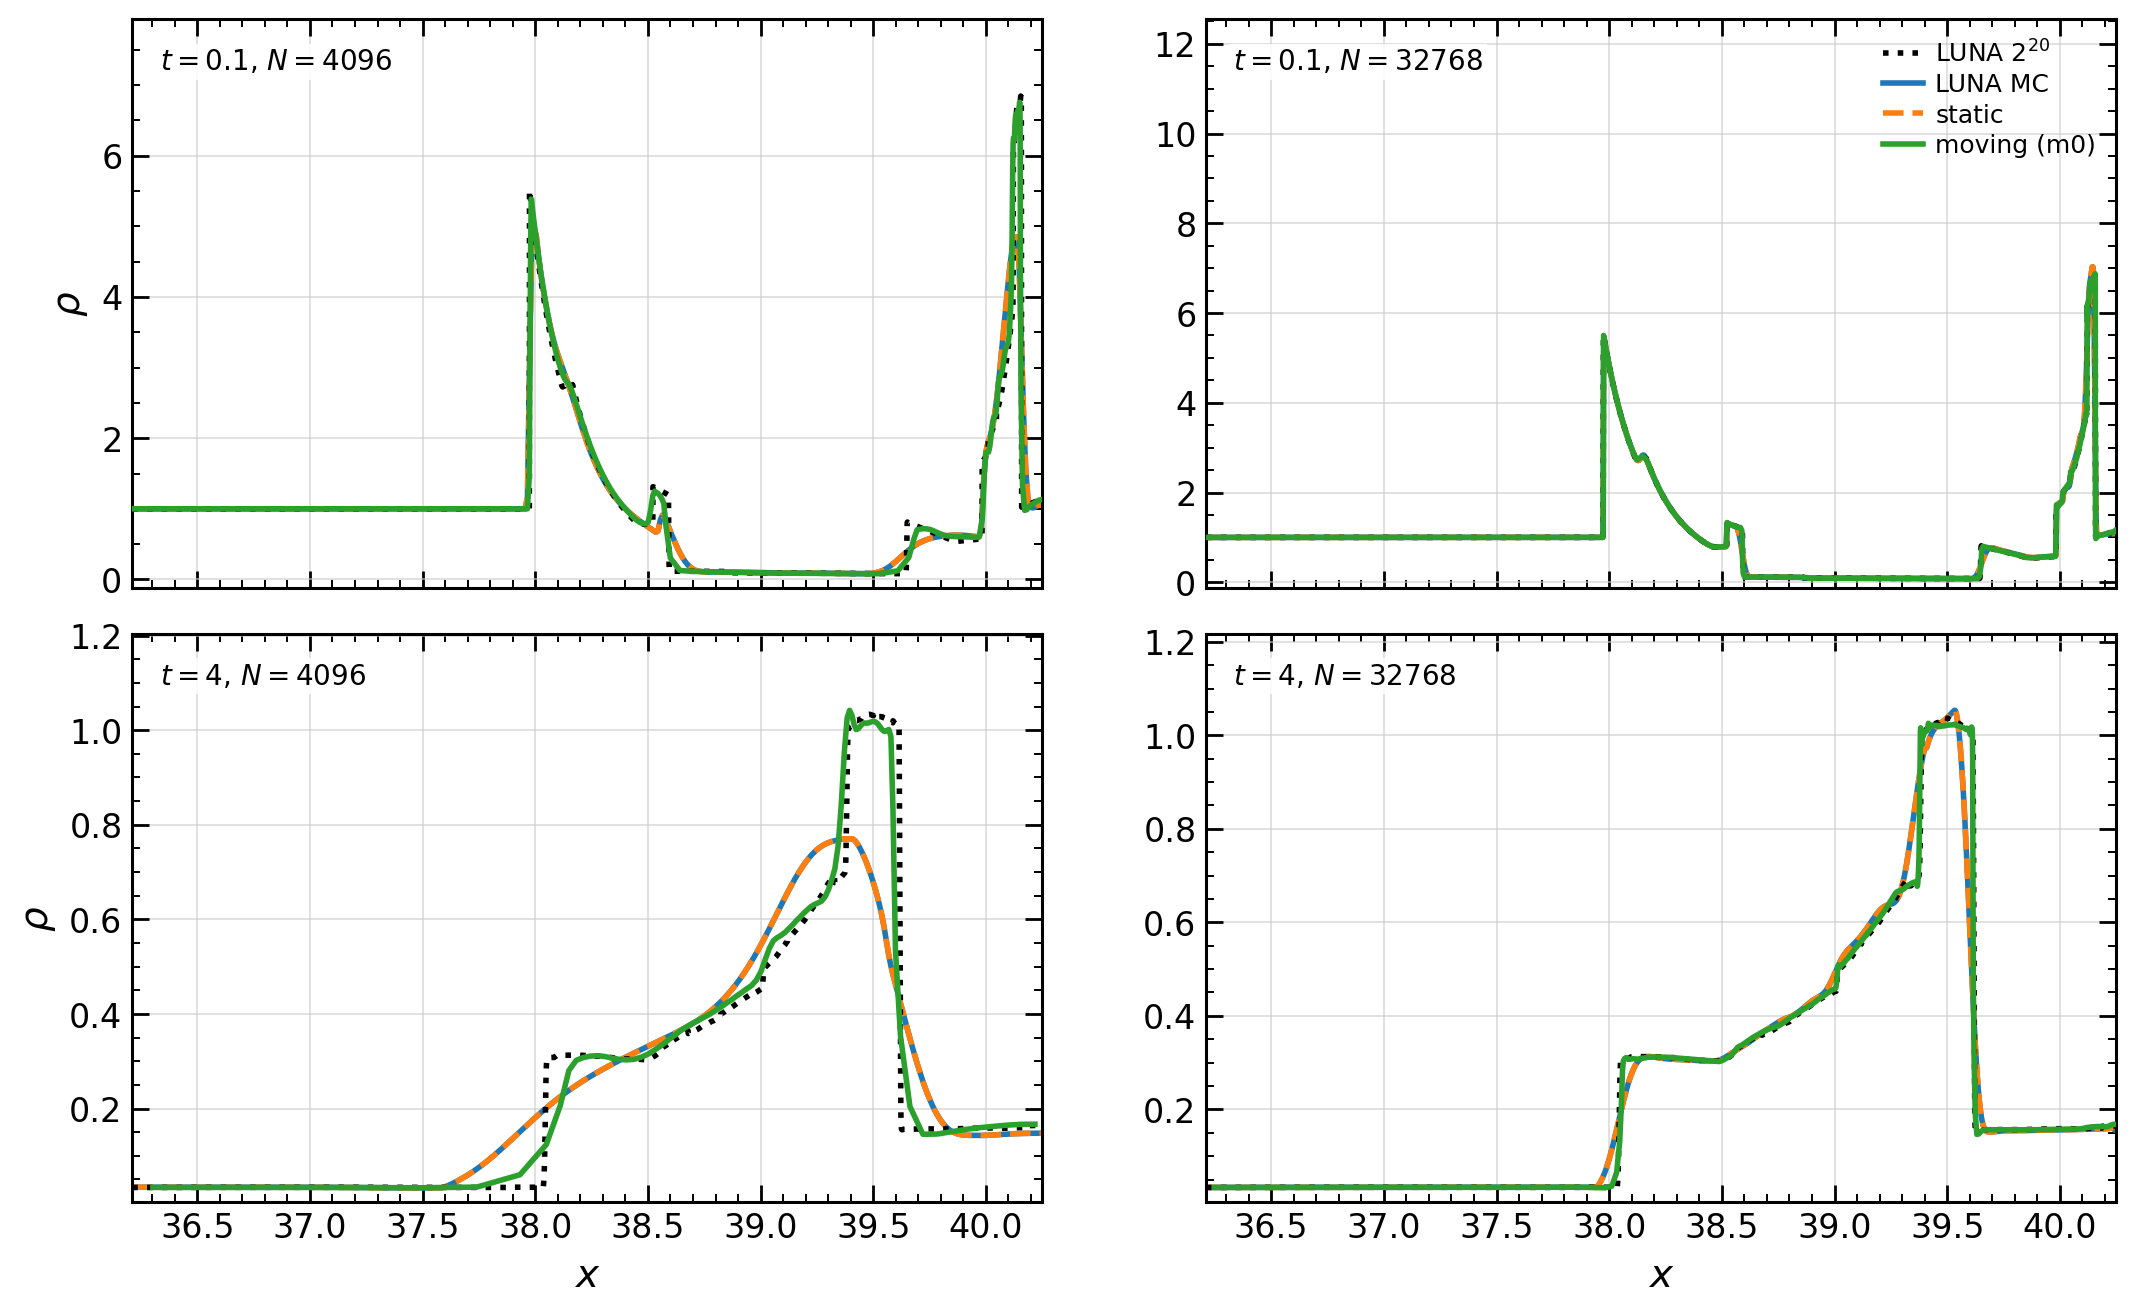 t = 0.1, N = 4096
ρ
6
4
2
0
t = 0.1, N = 32768
LUNA 2^20
LUNA MC
static
moving (m0)
12
10
8
6
4
2
0
t = 4, N = 4096
ρ
1.2
1.0
0.8
0.6
0.4
0.2
36.5 37.0 37.5 38.0 38.5 39.0 39.5 40.0
x
t = 4, N = 32768
1.2
1.0
0.8
0.6
0.4
0.2
36.5 37.0 37.5 38.0 38.5 39.0 39.5 40.0
x